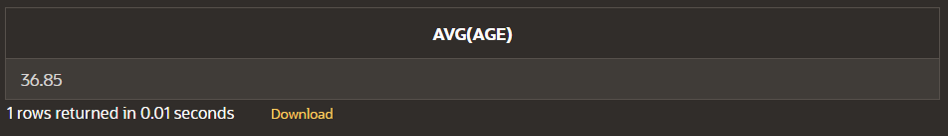 AVG(AGE)
36.85
1 rows returned in 0.01 seconds Download